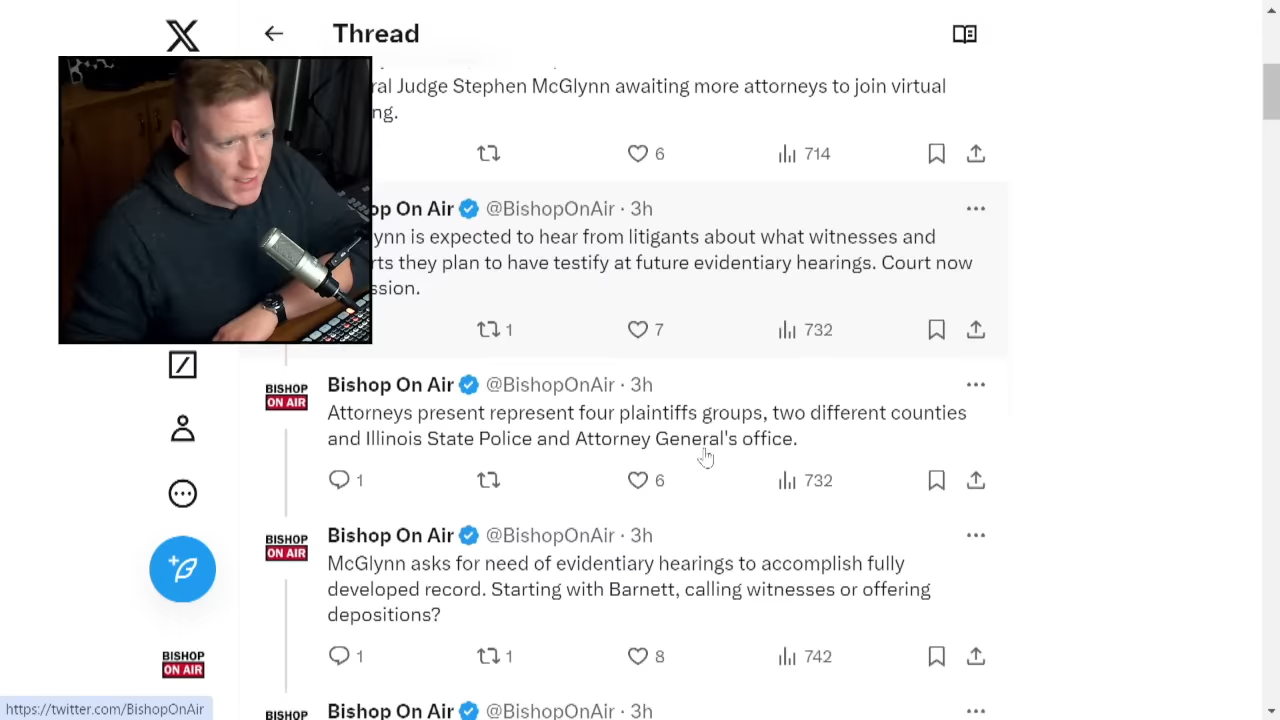 Thread
ral Judge Stephen McGlynn awaiting more attorneys to join virtual
ng.
6
714
op On Air @BishopOnAir · 3h
ynn is expected to hear from litigants about what witnesses and
rts they plan to have testify at future evidentiary hearings. Court now
ssion.
1
7
732
BISHOP
ON AIR
Bishop On Air @BishopOnAir · 3h
Attorneys present represent four plaintiffs groups, two different counties
and Illinois State Police and Attorney General's office.
1
6
732
BISHOP
ON AIR
Bishop On Air @BishopOnAir · 3h
McGlynn asks for need of evidentiary hearings to accomplish fully
developed record. Starting with Barnett, calling witnesses or offering
depositions?
1
1
8
742
BISHOP
ON AIR
BISHOP
Bishop On Air @BishopOnAir · 3h
https://twitter.com/BishopOnAir